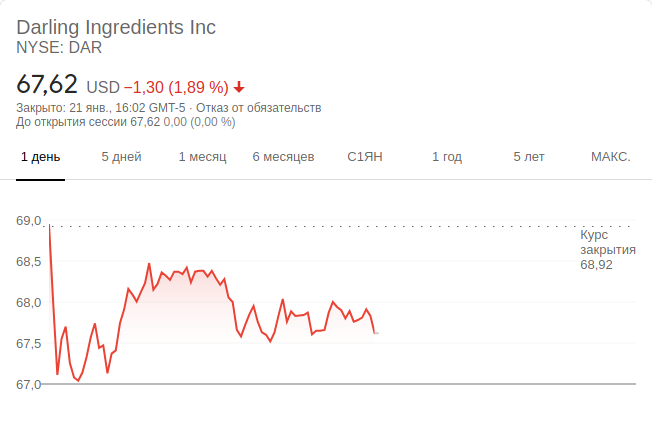 Darling Ingredients Inc
NYSE: DAR
67,62 USD −1,30 (1,89 %)
Закрыто: 21 янв., 16:02 GMT-5 · Отказ от обязательств
До открытия сессии 67,62 0,00 (0,00 %)
1 день 5 дней 1 месяц 6 месяцев С1ЯН 1 год 5 лет МАКС.
69,0
Курс
закрытия
68,92
68,5
68,0
67,5
67,0